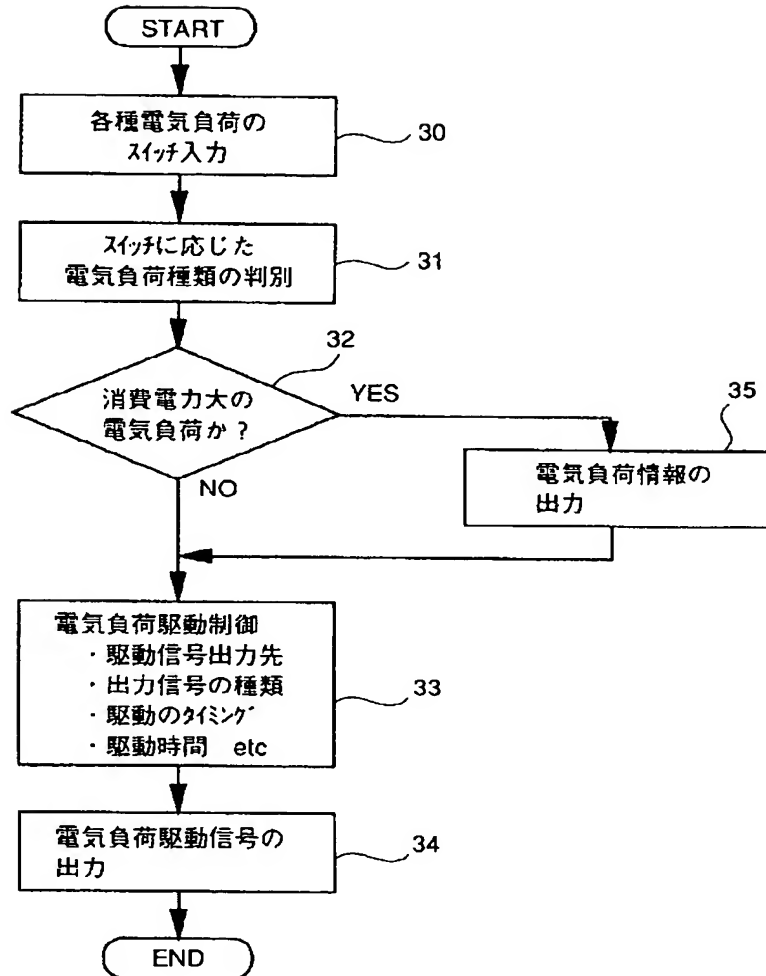 START
各種電気負荷の
ｽｲｯﾁ入力
30
ｽｲｯﾁに応じた
電気負荷種類の判別
31
32
消費電力大の
電気負荷か？
YES
NO
35
電気負荷情報の
出力
電気負荷駆動制御
・駆動信号出力先
・出力信号の種類
・駆動のﾀｲﾐﾝｸﾞ
・駆動時間 etc
33
電気負荷駆動信号の
出力
34
END